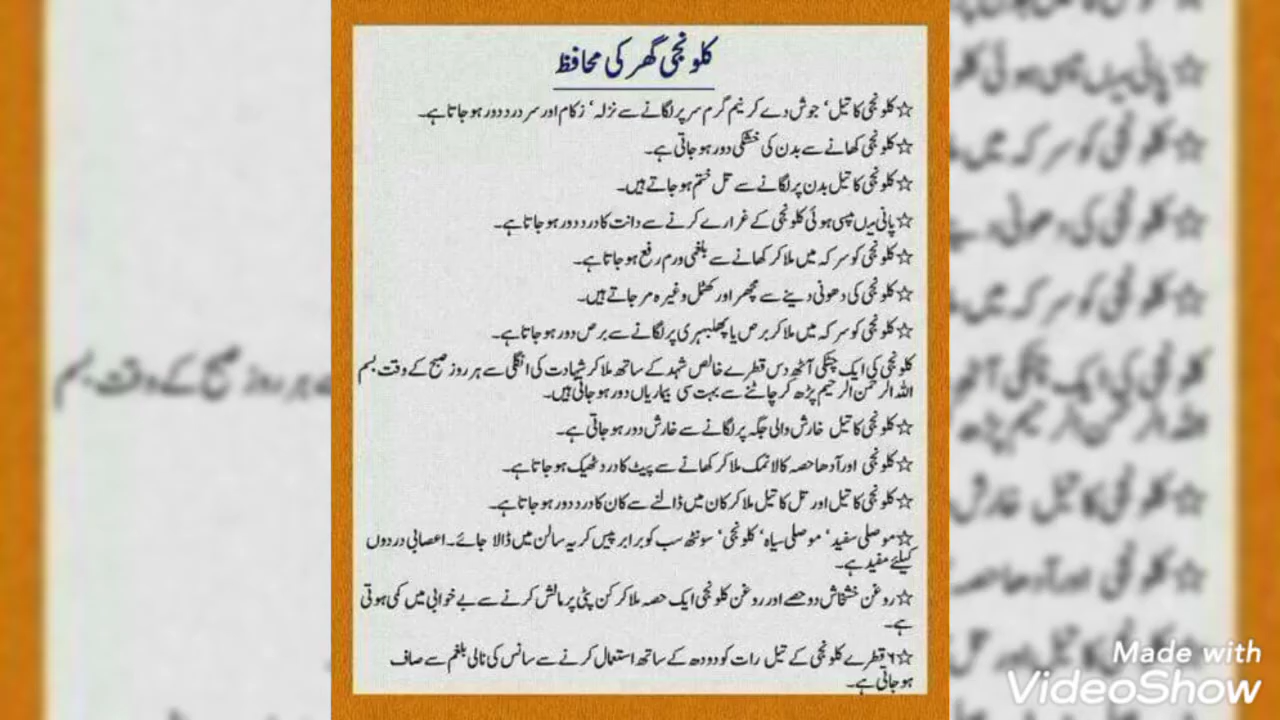 کلونجی گھر کی محافظ
☆کلونجی کا تیل‘ جوش دے کر نیم گرم سر پر لگانے سے نزلہ‘ زکام اور سر درد دور ہو جاتا ہے۔
☆کلونجی کھانے سے بدن کی خشکی دور ہو جاتی ہے۔
☆کلونجی کا تیل بدن پر لگانے سے تل ختم ہو جاتے ہیں۔
☆پانی میں پسی ہوئی کلونجی کے غرارے کرنے سے دانت کا درد دور ہو جاتا ہے۔
☆کلونجی کو سرکہ میں ملا کر کھانے سے بلغمی ورم رفع ہو جاتا ہے۔
☆کلونجی کی دھونی دینے سے مچھر اور کھٹمل وغیرہ مر جاتے ہیں۔
☆کلونجی کو سرکہ میں ملا کر برص یا پھلبہری پر لگانے سے برص دور ہو جاتا ہے۔
کلونجی کی ایک چٹکی آٹھ دس قطرے خالص شہد کے ساتھ ملا کر شہادت کی انگلی سے ہر روز صبح کے وقت بسم
اللہ الرحمن الرحیم پڑھ کر چاٹنے سے بہت سی بیماریاں دور ہو جاتی ہیں۔
☆کلونجی کا تیل خارش والی جگہ پر لگانے سے خارش دور ہو جاتی ہے۔
☆کلونجی اور آدھا حصہ کالا نمک ملا کر کھانے سے پیٹ کا درد ٹھیک ہو جاتا ہے۔
☆کلونجی کا تیل اور تل کا تیل ملا کر کان میں ڈالنے سے کان کا درد دور ہو جاتا ہے۔
☆موصلی سفید‘ موصلی سیاہ‘ کلونجی‘ سونٹھ سب کو برابر پیس کر یہ سالن میں ڈالا جائے۔ اعصابی دردوں
کیلئے مفید ہے۔
☆روغن خشخاش دو حصے اور روغن کلونجی ایک حصہ ملا کر کن پٹی پر مالش کرنے سے بے خوابی میں کمی ہوتی
ہے۔
☆۶ قطرے کلونجی کے تیل رات کو دودھ کے ساتھ استعمال کرنے سے سانس کی نالی بلغم سے صاف
ہو جاتی ہے۔
Made with
VideoShow